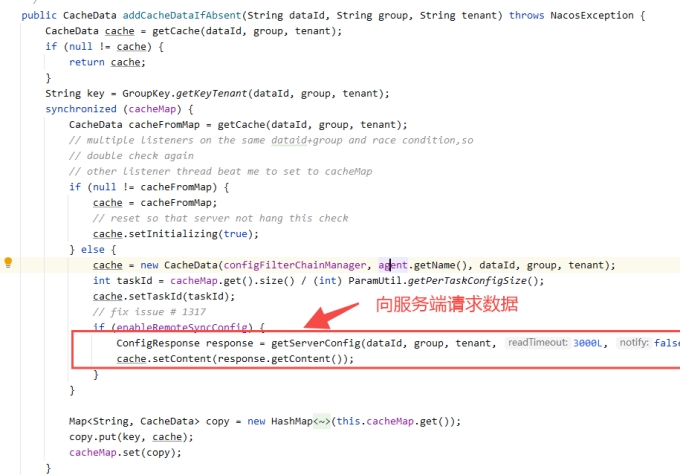 public CacheData addCacheDataIfAbsent(String dataId, String group, String tenant) throws NacosException {
CacheData cache = getCache(dataId, group, tenant);
if (null != cache) {
return cache;
}
String key = GroupKey.getKeyTenant(dataId, group, tenant);
synchronized (cacheMap) {
CacheData cacheFromMap = getCache(dataId, group, tenant);
// multiple listeners on the same dataid+group and race condition,so
// double check again
// other listener thread beat me to set to cacheMap
if (null != cacheFromMap) {
cache = cacheFromMap;
// reset so that server not hang this check
cache.setInitializing(true);
} else {
cache = new CacheData(configFilterChainManager, agent.getName(), dataId, group, tenant);
int taskId = cacheMap.get().size() / (int) ParamUtil.getPerTaskConfigSize();
cache.setTaskId(taskId);
向服务端请求数据
// fix issue # 1317
if (enableRemoteSyncConfig) {
ConfigResponse response = getServerConfig(dataId, group, tenant, readTimeout: 3000L, notify: false
cache.setContent(response.getContent());
}
}
Map<String, CacheData> copy = new HashMap<~>(this.cacheMap.get());
copy.put(key, cache);
cacheMap.set(copy);
}